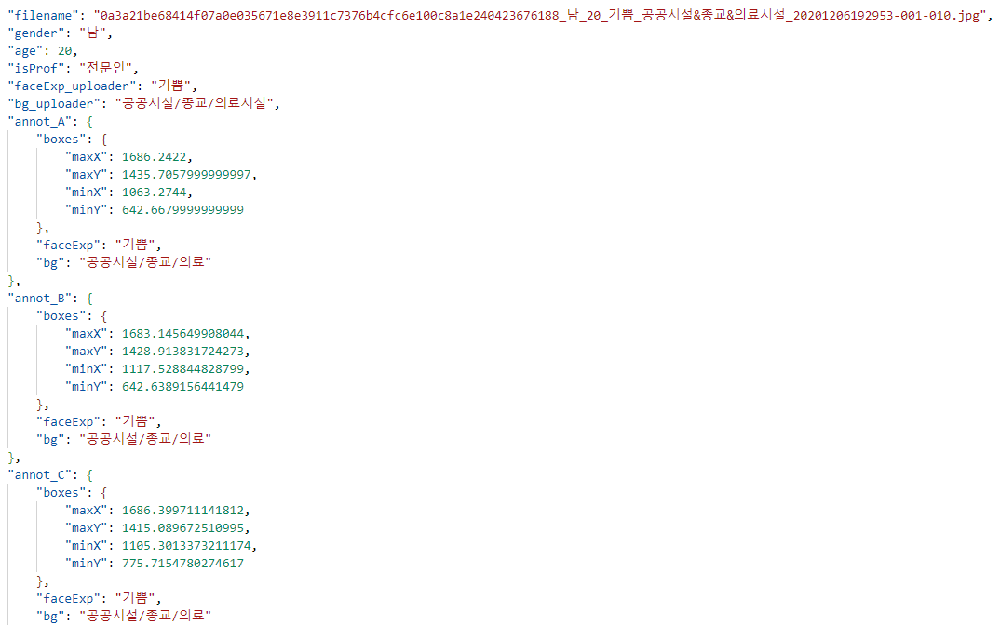 "filename": "0a3a21be68414f07a0e035671e8e3911c7376b4cfc6e100c8a1e240423676188_남_20_기쁨_공공시설&종교&의료시설_20201206192953-001-010.jpg",
"gender": "남",
"age": 20,
"isProf": "전문인",
"faceExp_uploader": "기쁨",
"bg_uploader": "공공시설/종교/의료시설",
"annot_A": {
"boxes": {
"maxX": 1686.2422,
"maxY": 1435.7057999999997,
"minX": 1063.2744,
"minY": 642.6679999999999
},
"faceExp": "기쁨",
"bg": "공공시설/종교/의료"
},
"annot_B": {
"boxes": {
"maxX": 1683.145649908044,
"maxY": 1428.913831724273,
"minX": 1117.528844828799,
"minY": 642.6389156441479
},
"faceExp": "기쁨",
"bg": "공공시설/종교/의료"
},
"annot_C": {
"boxes": {
"maxX": 1686.399711141812,
"maxY": 1415.089672510995,
"minX": 1105.3013373211174,
"minY": 775.7154780274617
},
"faceExp": "기쁨",
"bg": "공공시설/종교/의료"